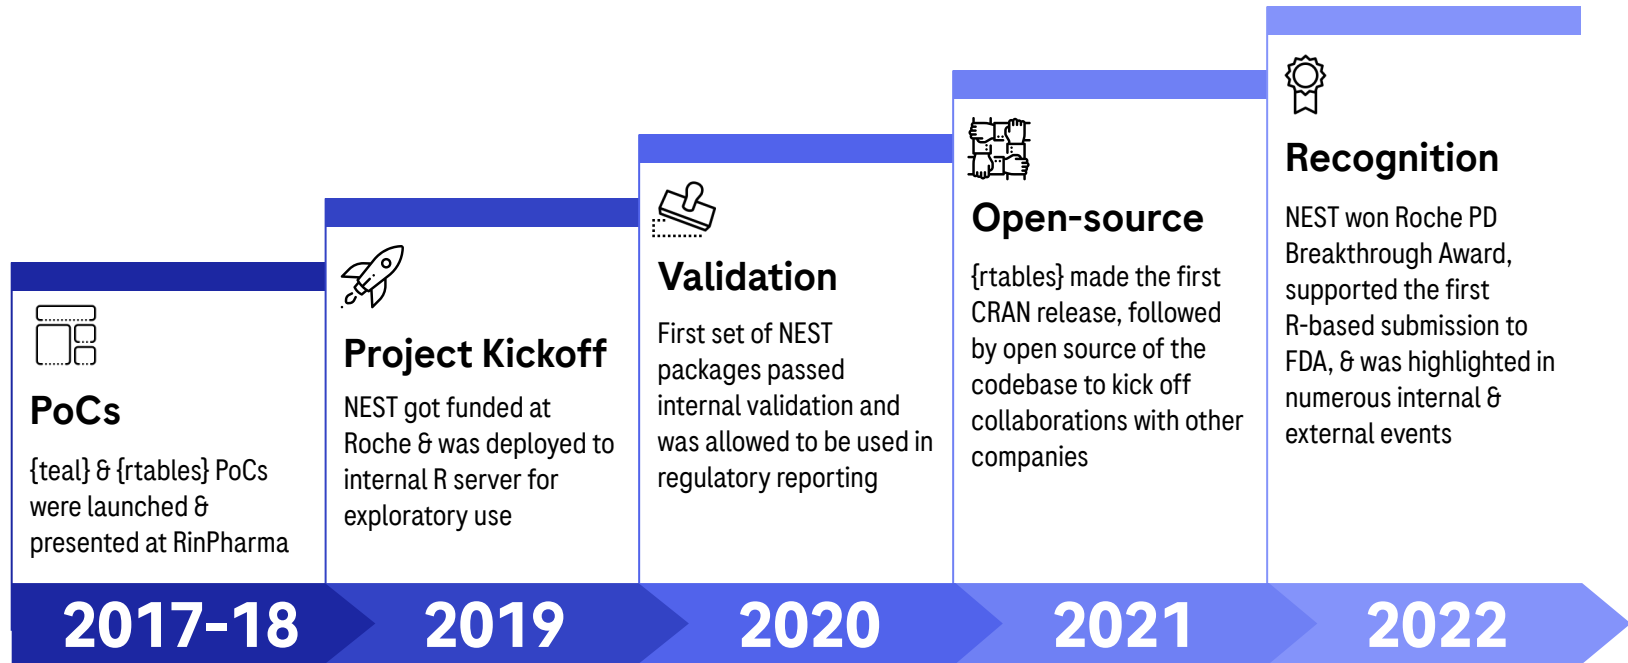 PoCs
{teal} & {rtables} PoCs
were launched &
presented at RinPharma
2017-18
Project Kickoff
NEST got funded at
Roche & was deployed to
internal R server for
exploratory use
2019
Validation
First set of NEST
packages passed
internal validation and
was allowed to be used in
regulatory reporting
2020
Open-source
{rtables} made the first
CRAN release, followed
by open source of the
codebase to kick off
collaborations with other
companies
2021
Recognition
NEST won Roche PD
Breakthrough Award,
supported the first
R-based submission to
FDA, & was highlighted in
numerous internal &
external events
2022